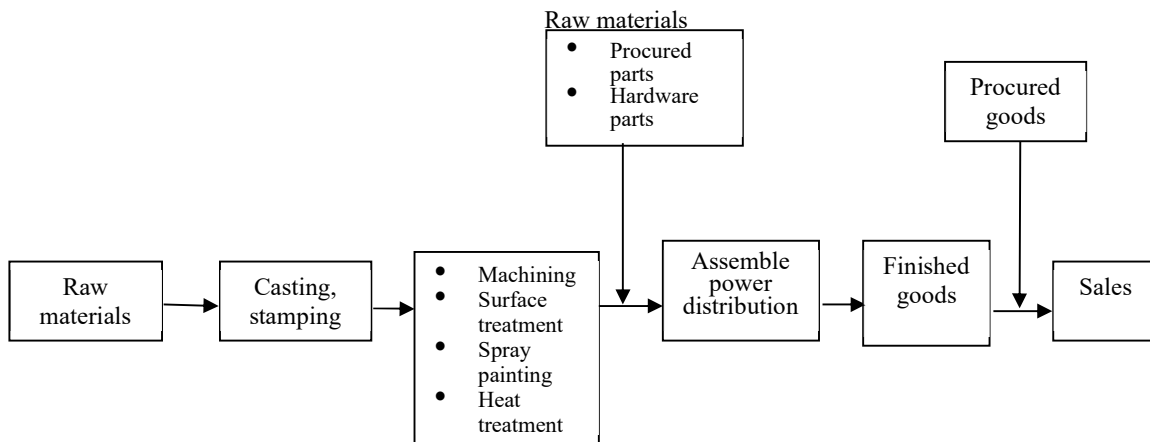 Raw materials
• Procured
parts
• Hardware
parts
Procured
goods
Raw
materials
Casting,
stamping
• Machining
• Surface
treatment
• Spray
painting
• Heat
treatment
Assemble
power
distribution
Finished
goods
Sales